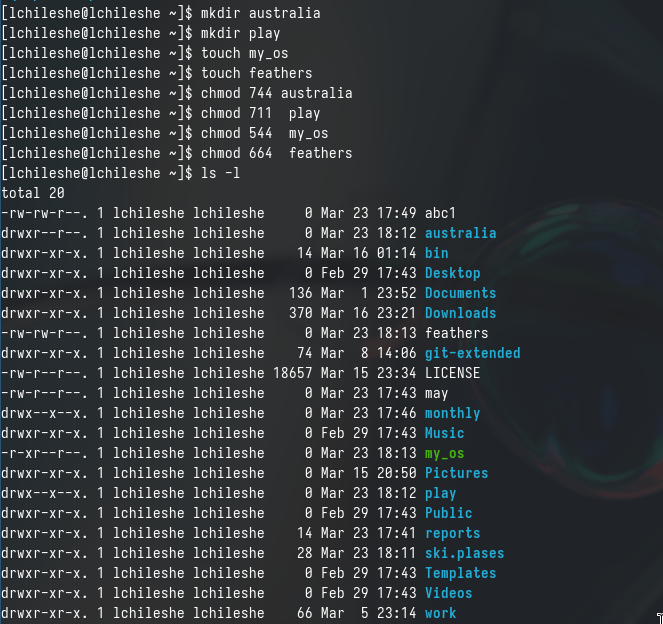 [lchileshe@lchileshe ~]$ mkdir australia
[lchileshe@lchileshe ~]$ mkdir play
[lchileshe@lchileshe ~]$ touch my_os
[lchileshe@lchileshe ~]$ touch feathers
[lchileshe@lchileshe ~]$ chmod 744 australia
[lchileshe@lchileshe ~]$ chmod 711  play
[lchileshe@lchileshe ~]$ chmod 544  my_os
[lchileshe@lchileshe ~]$ chmod 664  feathers
[lchileshe@lchileshe ~]$ ls -l
total 20
-rw-rw-r--. 1 lchileshe lchileshe     0 Mar 23 17:49 abc1
drwxr--r--. 1 lchileshe lchileshe     0 Mar 23 18:12 australia
drwxr-xr-x. 1 lchileshe lchileshe    14 Mar 16 01:14 bin
drwxr-xr-x. 1 lchileshe lchileshe     0 Feb 29 17:43 Desktop
drwxr-xr-x. 1 lchileshe lchileshe   136 Mar  1 23:52 Documents
drwxr-xr-x. 1 lchileshe lchileshe   370 Mar 16 23:21 Downloads
-rw-rw-r--. 1 lchileshe lchileshe     0 Mar 23 18:13 feathers
drwxr-xr-x. 1 lchileshe lchileshe    74 Mar  8 14:06 git-extended
-rw-r--r--. 1 lchileshe lchileshe 18657 Mar 15 23:34 LICENSE
-rw-r--r--. 1 lchileshe lchileshe     0 Mar 23 17:43 may
drwx--x--x. 1 lchileshe lchileshe     0 Mar 23 17:46 monthly
drwxr-xr-x. 1 lchileshe lchileshe     0 Feb 29 17:43 Music
-r-xr--r--. 1 lchileshe lchileshe     0 Mar 23 18:13 my_os
drwxr-xr-x. 1 lchileshe lchileshe     0 Mar 15 20:50 Pictures
drwx--x--x. 1 lchileshe lchileshe     0 Mar 23 18:12 play
drwxr-xr-x. 1 lchileshe lchileshe     0 Feb 29 17:43 Public
drwxr-xr-x. 1 lchileshe lchileshe    14 Mar 23 17:41 reports
drwxr-xr-x. 1 lchileshe lchileshe    28 Mar 23 18:11 ski.plases
drwxr-xr-x. 1 lchileshe lchileshe     0 Feb 29 17:43 Templates
drwxr-xr-x. 1 lchileshe lchileshe     0 Feb 29 17:43 Videos
drwxr-xr-x. 1 lchileshe lchileshe    66 Mar  5 23:14 work